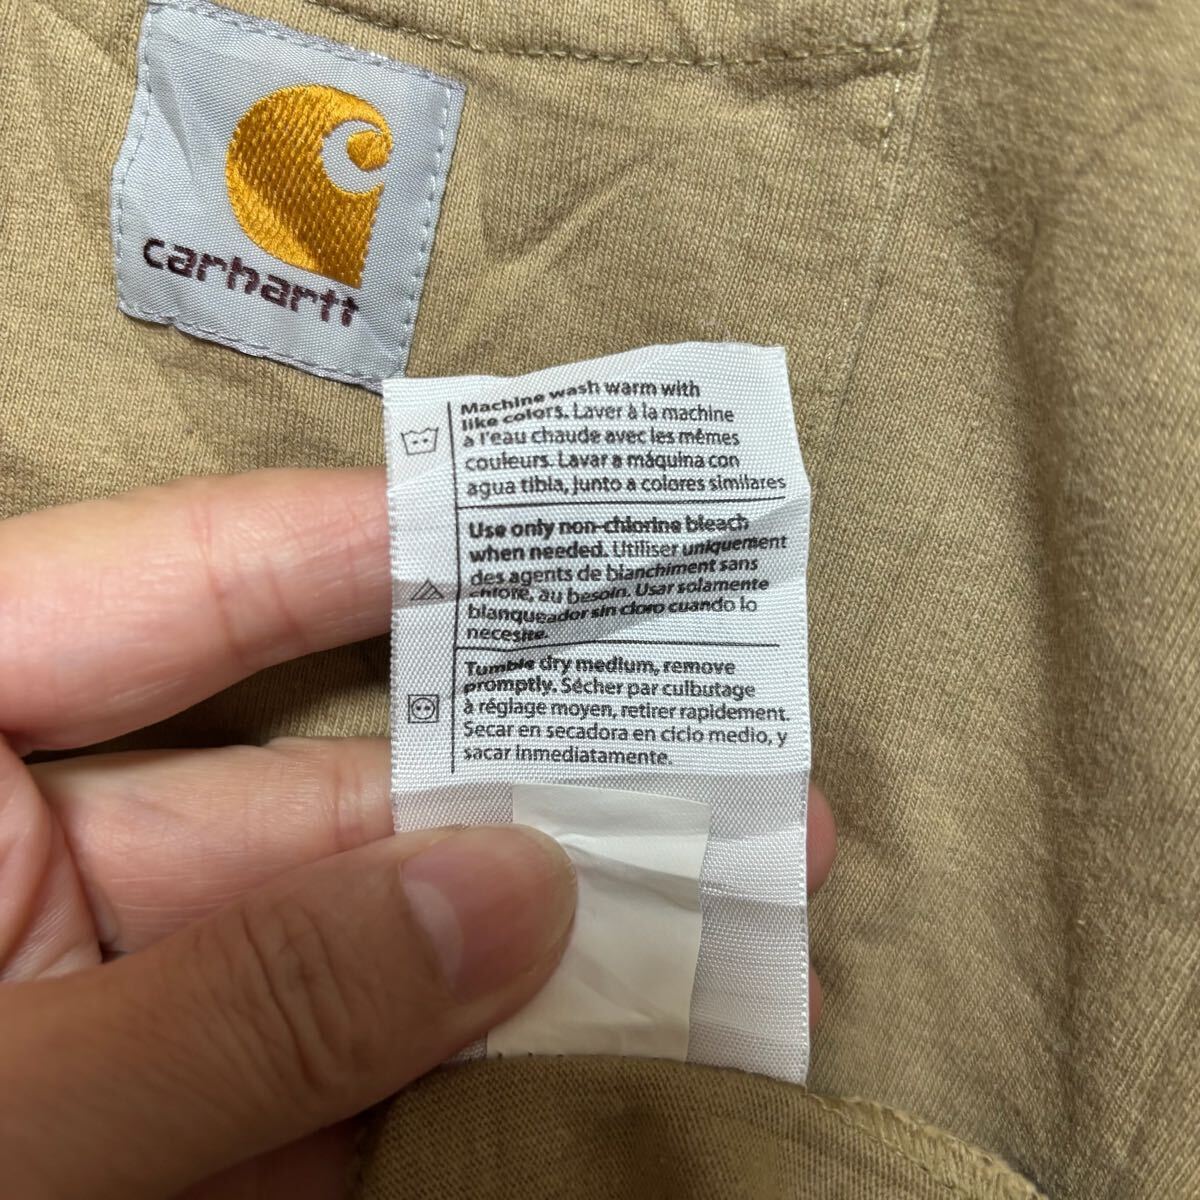 carhartt
Machine wash warm with
like colors. Laver à la machine
à l'eau chaude avec les mêmes
couleurs. Lavar a máquina con
agua tibia, junto a colores similares
Use only non-chlorine bleach
when needed. Utiliser uniquement
des agents de blanchiment sans
chlore, au besoin. Usar solamente
blanqueador sin cloro cuando lo
necesite.
Tumble dry medium, remove
promptly. Sécher par culbutage
à réglage moyen, retirer rapidement.
Secar en secadora en ciclo medio, y
sacar inmediatamente.